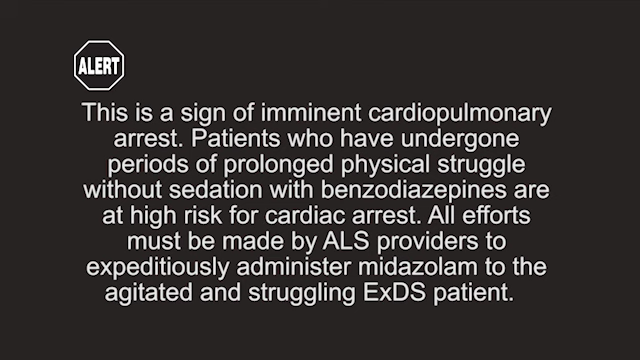 ALERT
This is a sign of imminent cardiopulmonary
arrest. Patients who have undergone
periods of prolonged physical struggle
without sedation with benzodiazepines are
at high risk for cardiac arrest. All efforts
must be made by ALS providers to
expeditiously administer midazolam to the
agitated and struggling ExDS patient.